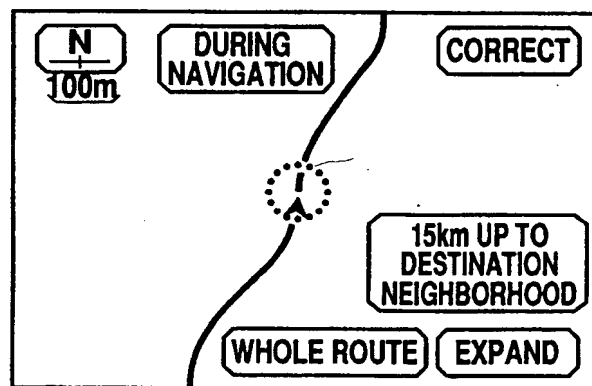 N
100m
DURING
NAVIGATION
CORRECT
15km UP TO
DESTINATION
NEIGHBORHOOD
WHOLE ROUTE
EXPAND